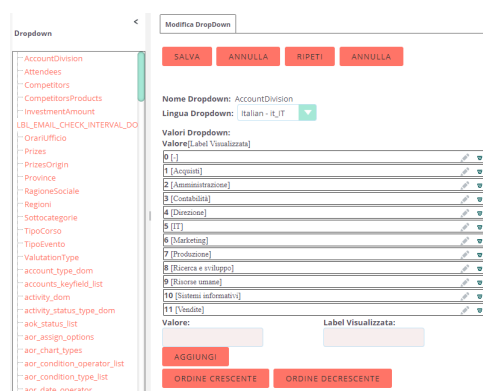 <
Dropdown
AccountDivision
Attendees
Competitors
CompetitorsProducts
InvestmentAmount
LBL_EMAIL_CHECK_INTERVAL_DO
OrariUfficio
Prizes
PrizesOrigin
Province
RagioneSociale
Regioni
Sottocategorie
TipoCorso
TipoEvento
ValutationType
account_type_dom
accounts_keyfield_list
activity_dom
activity_status_type_dom
aok_status_list
aor_assign_options
aor_chart_types
aor_condition_operator_list
aor_condition_type_list
aor_date_operator
Modifica DropDown
SALVA ANNULLA RIPETI ANNULLA
Nome Dropdown: AccountDivision
Lingua Dropdown: Italian - it_IT
Valori Dropdown:
Valore[Label Visualizzata]
0 [-]
1 [Acquisti]
2 [Amministrazione]
3 [Contabilità]
4 [Direzione]
5 [IT]
6 [Marketing]
7 [Produzione]
8 [Ricerca e sviluppo]
9 [Risorse umane]
10 [Sistemi informativi]
11 [Vendite]
Valore: Label Visualizzata:
AGGIUNGI
ORDINE CRESCENTE ORDINE DECRESCENTE